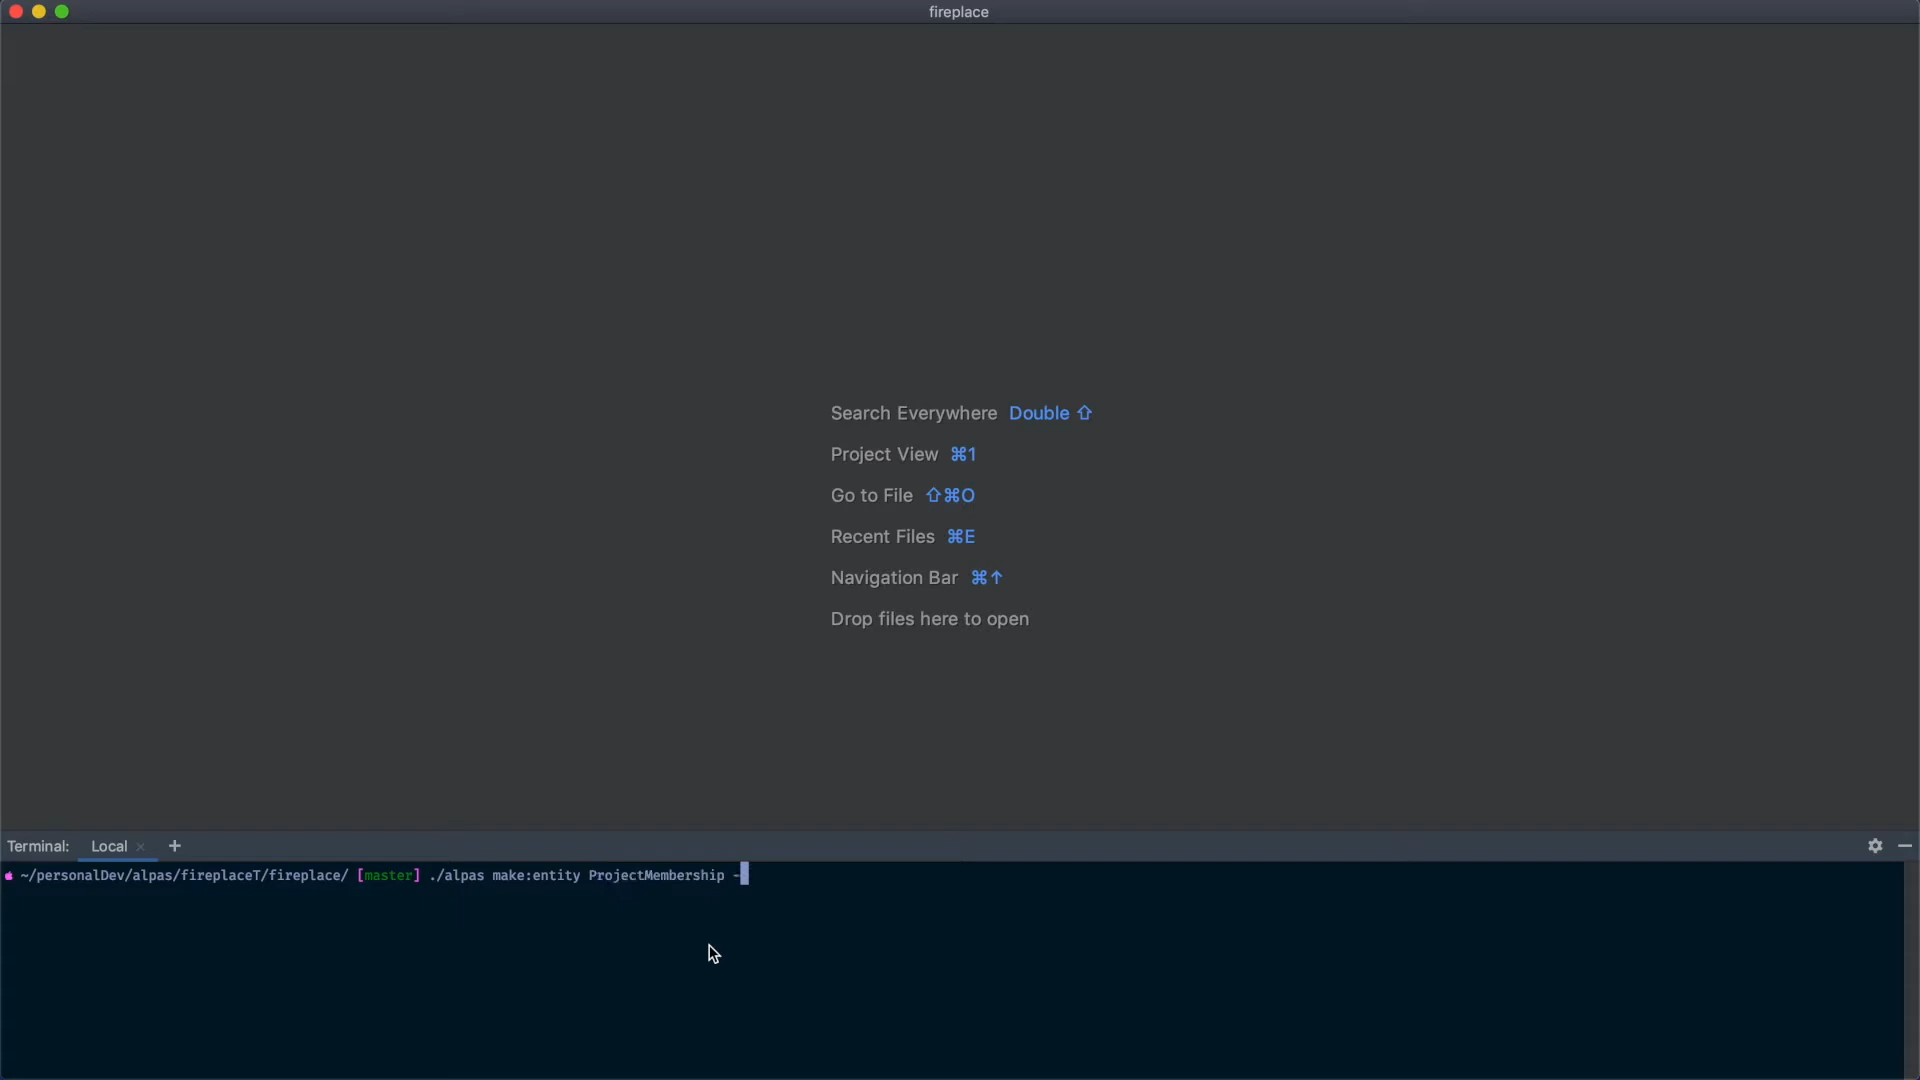 fireplace
Search Everywhere Double ⇧
Project View ⌘1
Go to File ⇧⌘O
Recent Files ⌘E
Navigation Bar ⌘↑
Drop files here to open
Terminal: Local × +
~/personalDev/alpas/fireplaceT/fireplace/ [master] ./alpas make:entity ProjectMembership -